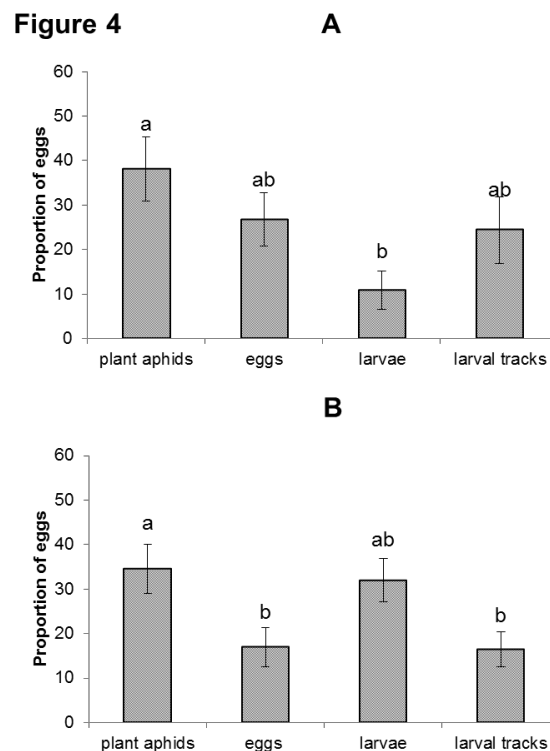 Figure 4
A
Proportion of eggs
60
50
40
30
20
10
0
a
ab
b
ab
plant aphids eggs larvae larval tracks
B
Proportion of eggs
60
50
40
30
20
10
0
a
b
ab
b
plant aphids eggs larvae larval tracks